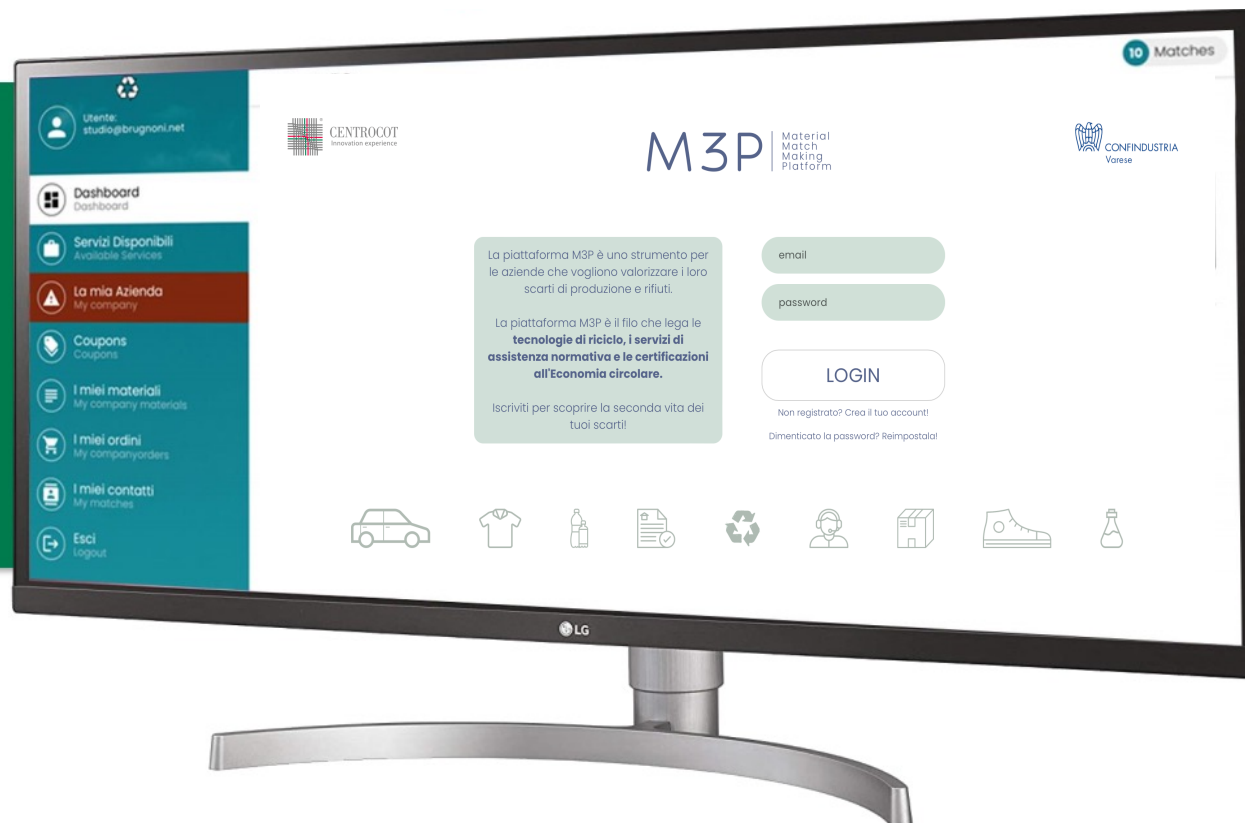 10 Matches
Utente:
studio@brugnoni.net
Dashboard
Dashboard
Servizi Disponibili
Available Services
La mia Azienda
My company
Coupons
Coupons
I miei materiali
My company materials
I miei ordini
My companyorders
I miei contatti
My matches
Esci
Logout
CENTROCOT
Innovation experience
M3P
Material
Match
Making
Platform
CONFINDUSTRIA
Varese
La piattaforma M3P è uno strumento per
le aziende che vogliono valorizzare i loro
scarti di produzione e rifiuti.
La piattaforma M3P è il filo che lega le
tecnologie di riciclo, i servizi di
assistenza normativa e le certificazioni
all'Economia circolare.
Iscriviti per scoprire la seconda vita dei
tuoi scarti!
email
password
LOGIN
Non registrato? Crea il tuo account!
Dimenticato la password? Reimpostala!
LG